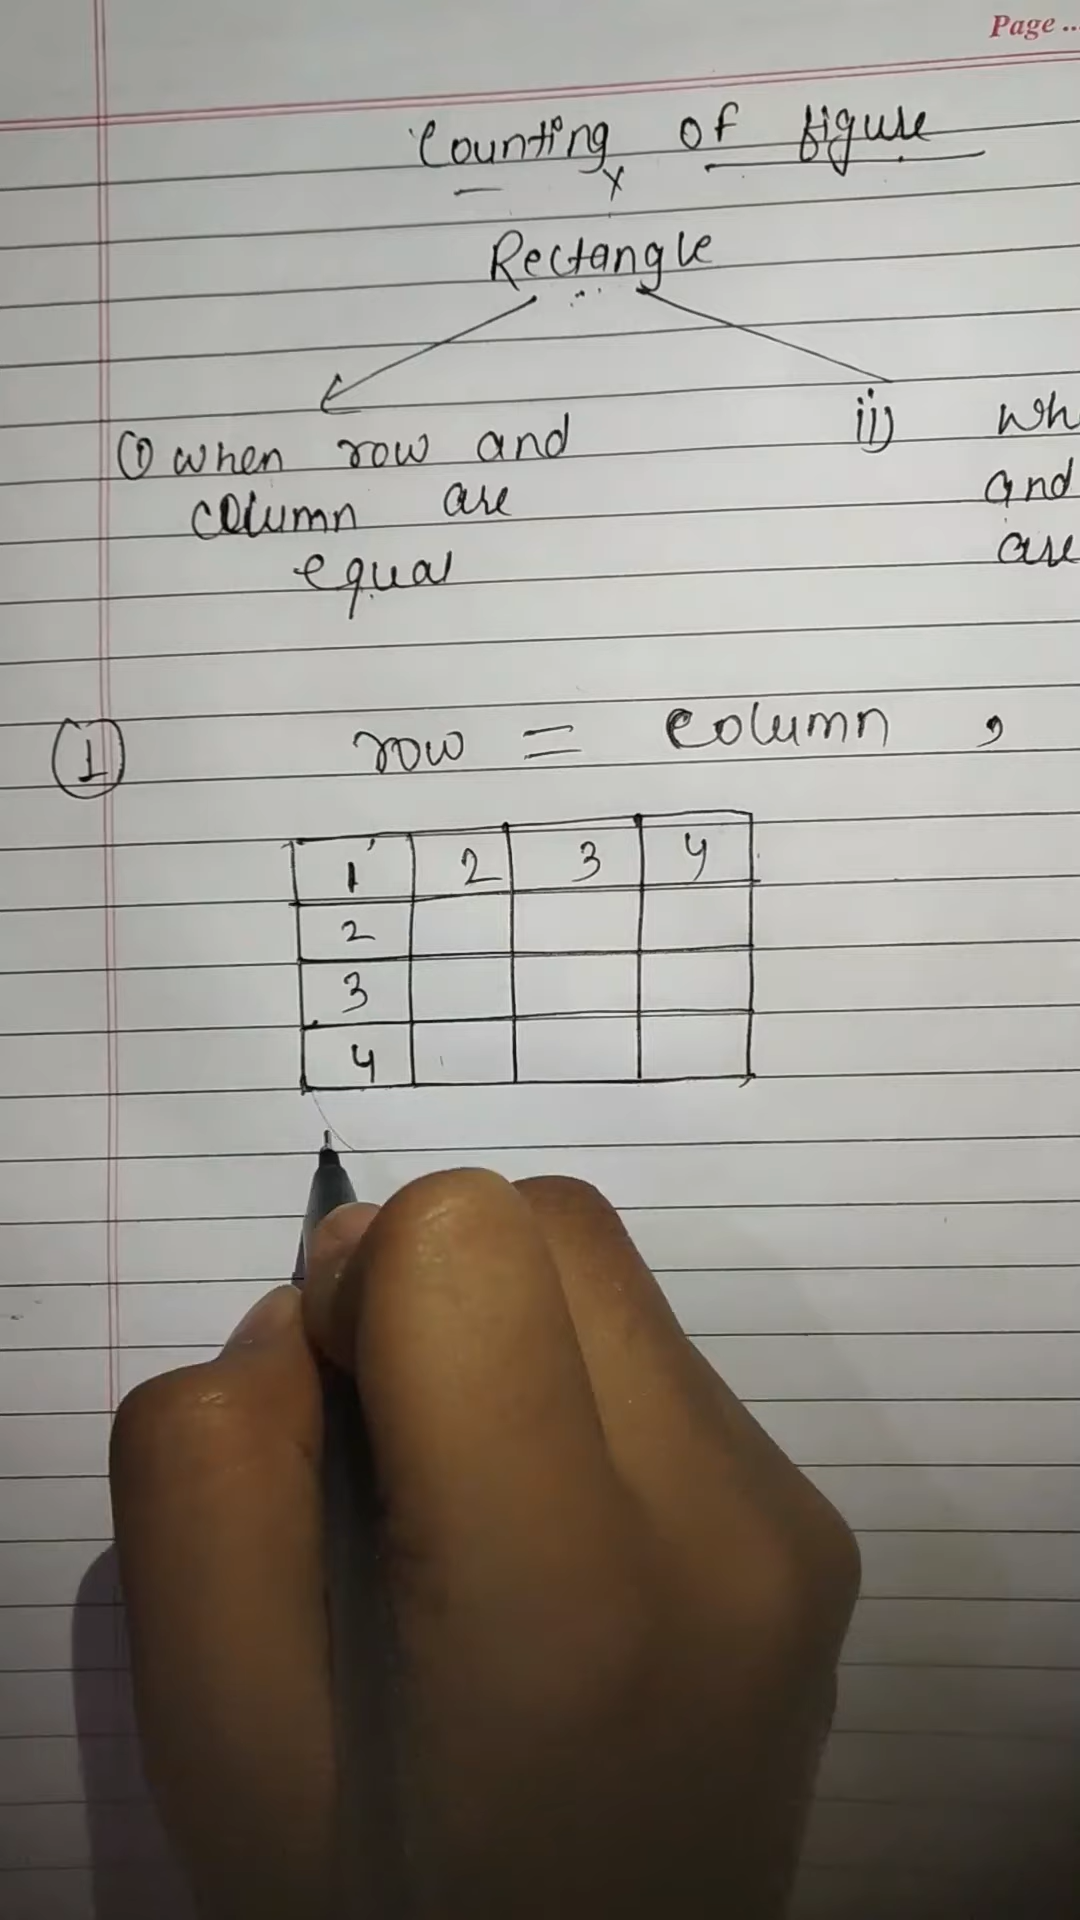 Page ...
Counting of figure
Rectangle
① when row and
column are
equal
ii) wh
and
are
① row = column ,
1 2 3 4
2
3
4